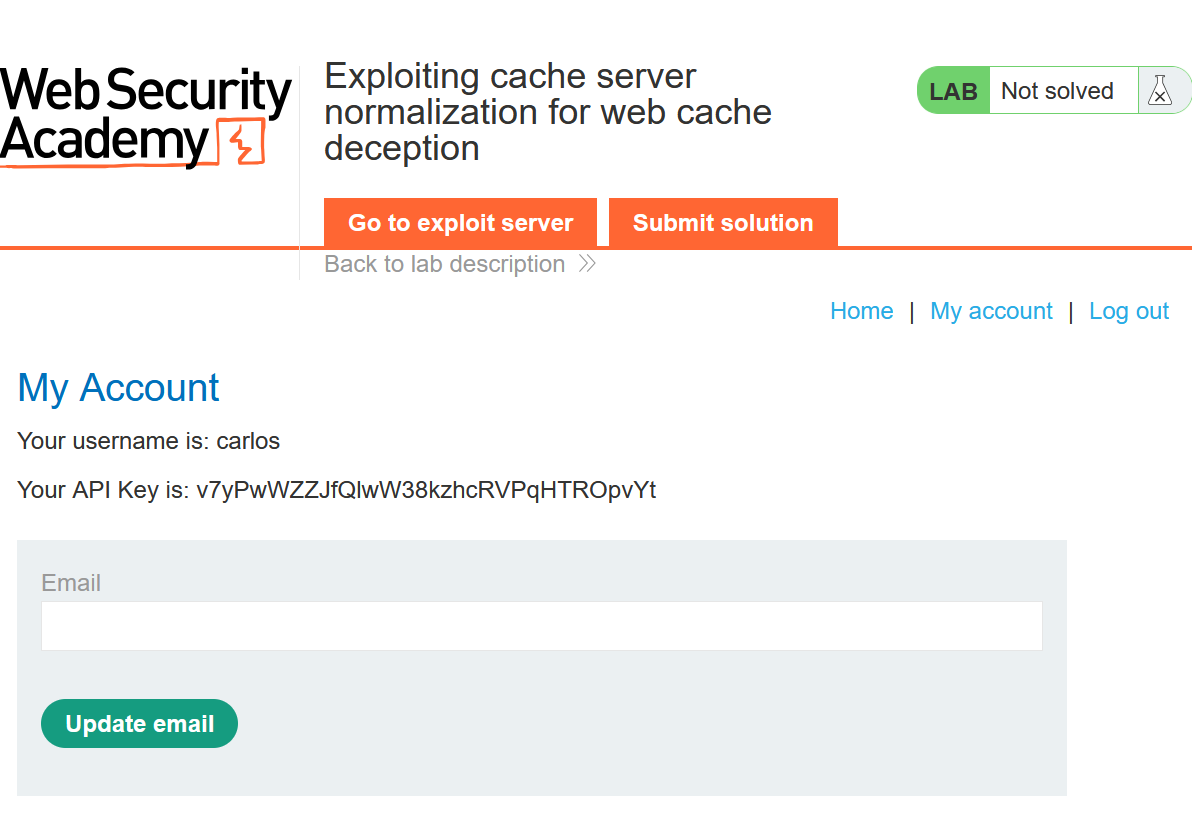 Web Security
Academy
Exploiting cache server
normalization for web cache
deception
LAB Not solved
Go to exploit server
Submit solution
Back to lab description
Home | My account | Log out
My Account
Your username is: carlos
Your API Key is: v7yPwWZZJfQlwW38kzhcRVPqHTROpvYt
Email
Update email